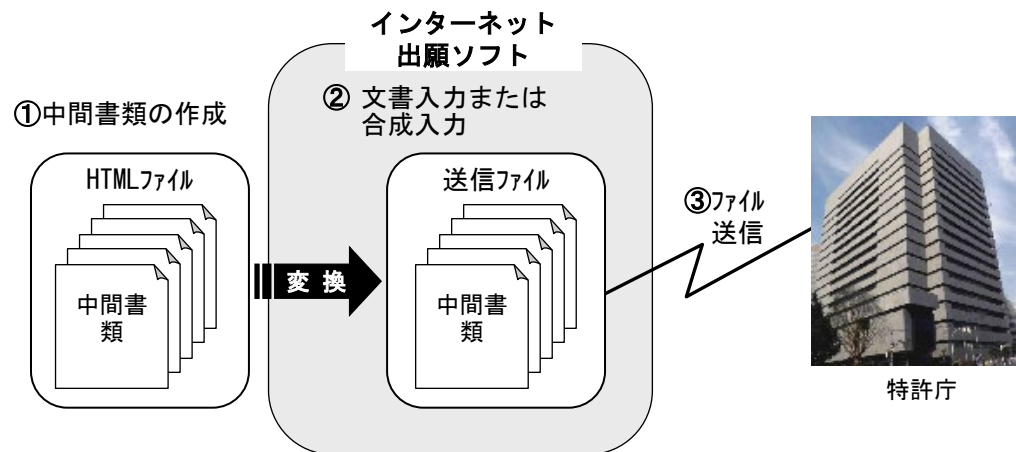 インターネット
出願ソフト
①中間書類の作成
② 文書入力または
合成入力
HTMLﾌｧｲﾙ
中間書
類
変 換
送信ﾌｧｲﾙ
中間書
類
③ﾌｧｲﾙ
送信
特許庁